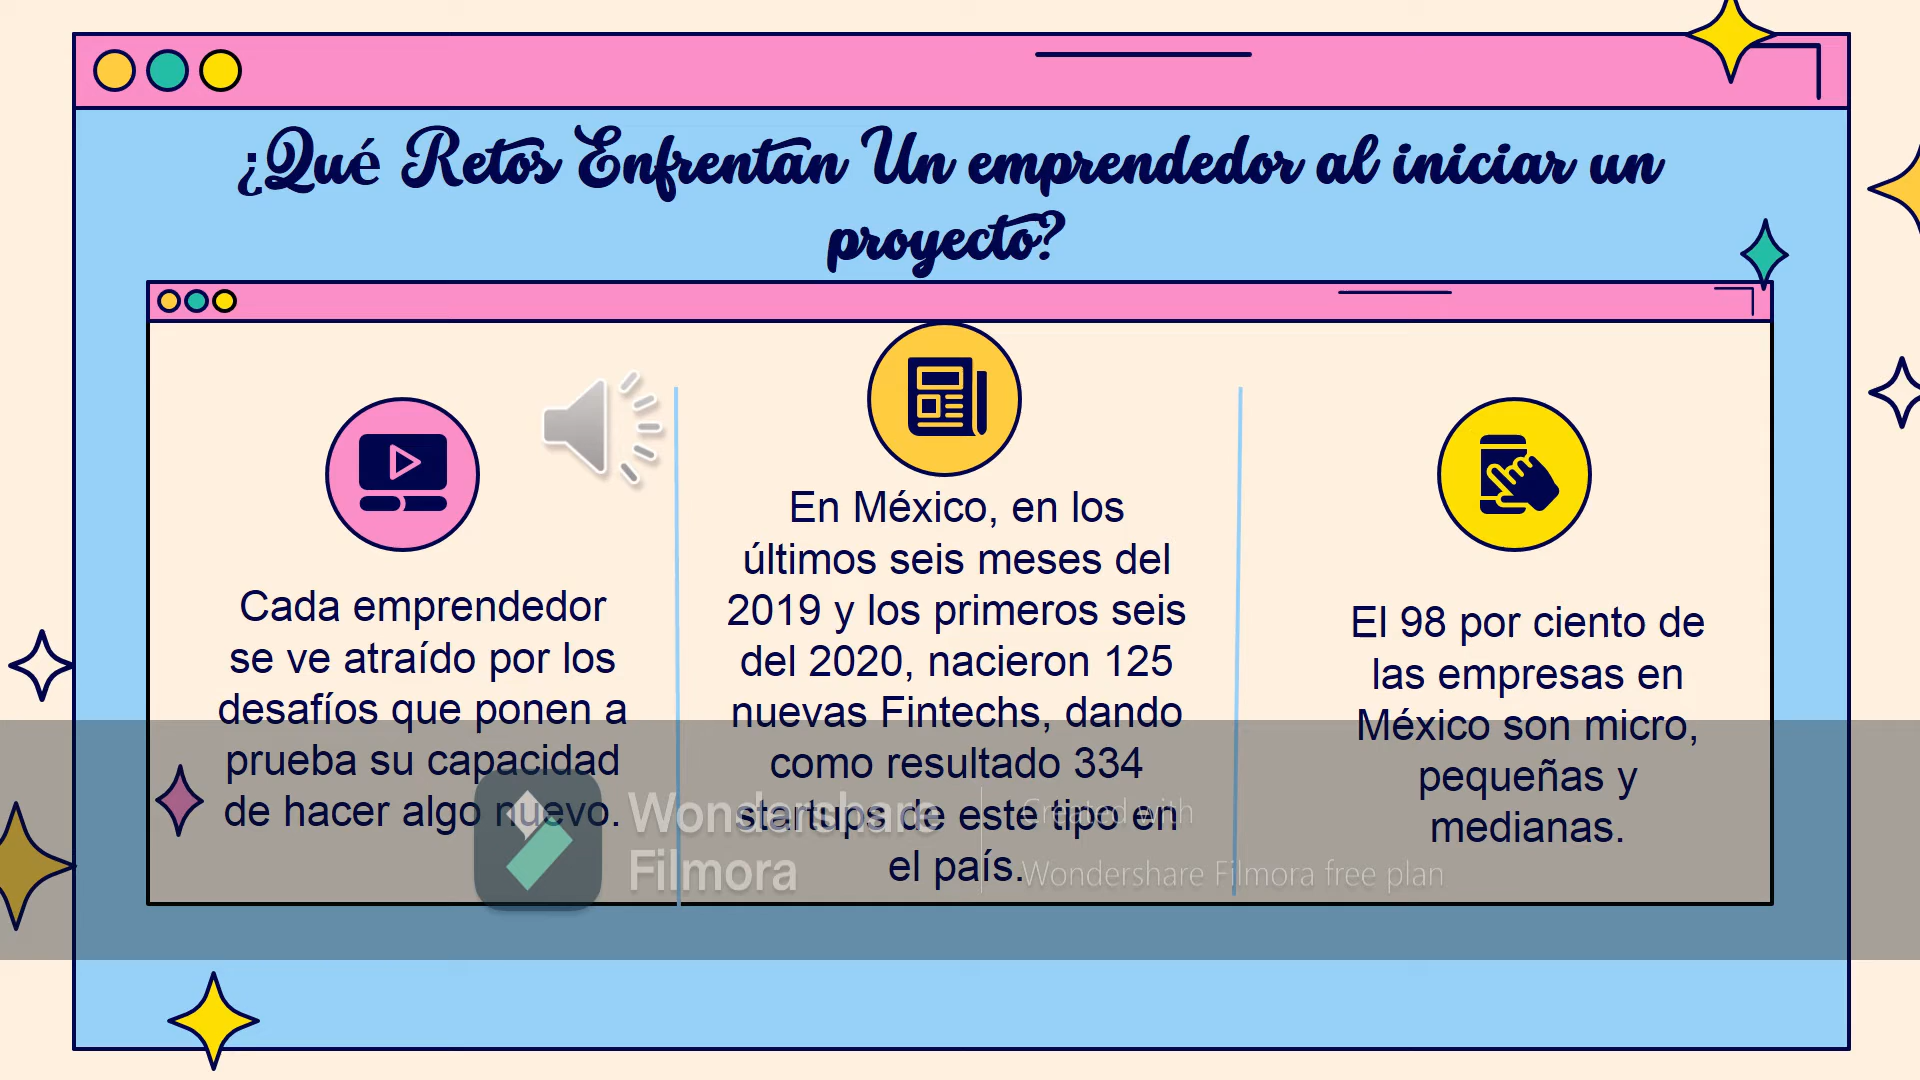 ¿Qué Retos Enfrentan Un emprendedor al iniciar un
proyecto?
Cada emprendedor
se ve atraído por los
desafíos que ponen a
prueba su capacidad
de hacer algo nuevo.
En México, en los
últimos seis meses del
2019 y los primeros seis
del 2020, nacieron 125
nuevas Fintechs, dando
como resultado 334
startups de este tipo en
el país.
El 98 por ciento de
las empresas en
México son micro,
pequeñas y
medianas.
Wondershare
Filmora
Created with
Wondershare Filmora free plan